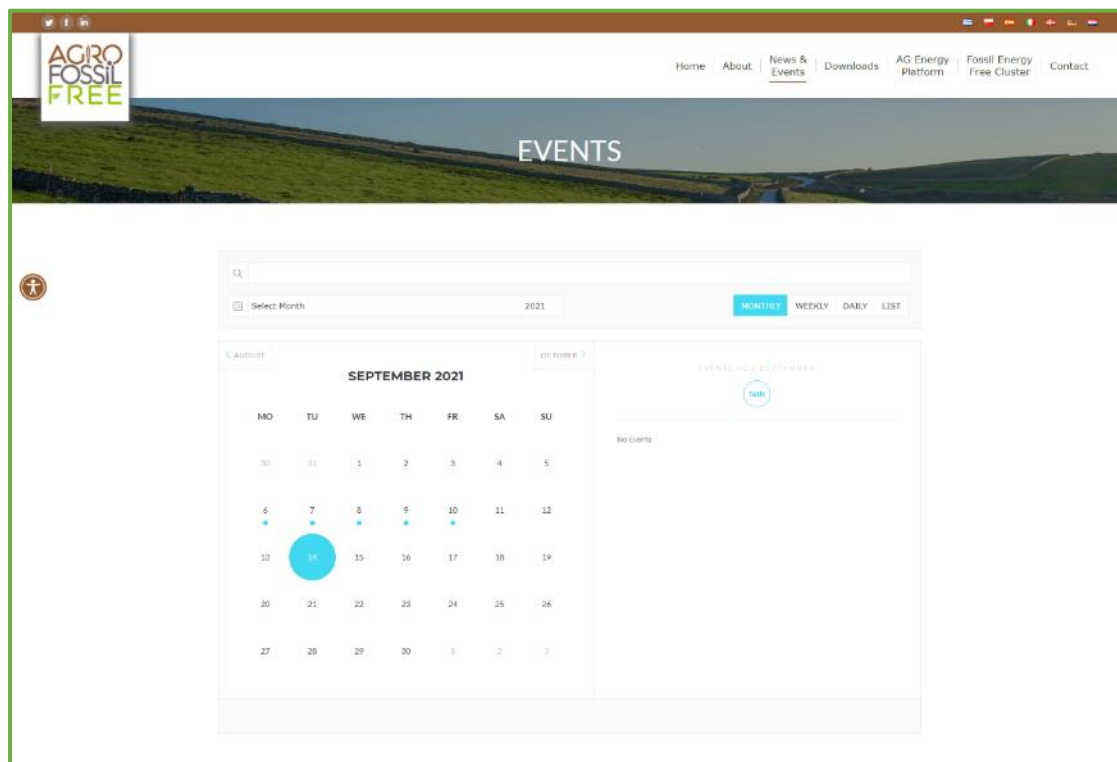 AGRO
FOSSIL
FREE
Home
About
News &
Events
Downloads
AG Energy
Platform
Fossil Energy
Free Cluster
Contact
EVENTS
Select Month
2021
MONTHLY
WEEKLY
DAILY
LIST
AUGUST
OCTOBER
SEPTEMBER 2021
EVENTS FOR SEPTEMBER
14th
No Events
MO TU WE TH FR SA SU
30 31 1 2 3 4 5
6 7 8 9 10 11 12
13 14 15 16 17 18 19
20 21 22 23 24 25 26
27 28 29 30 1 2 3